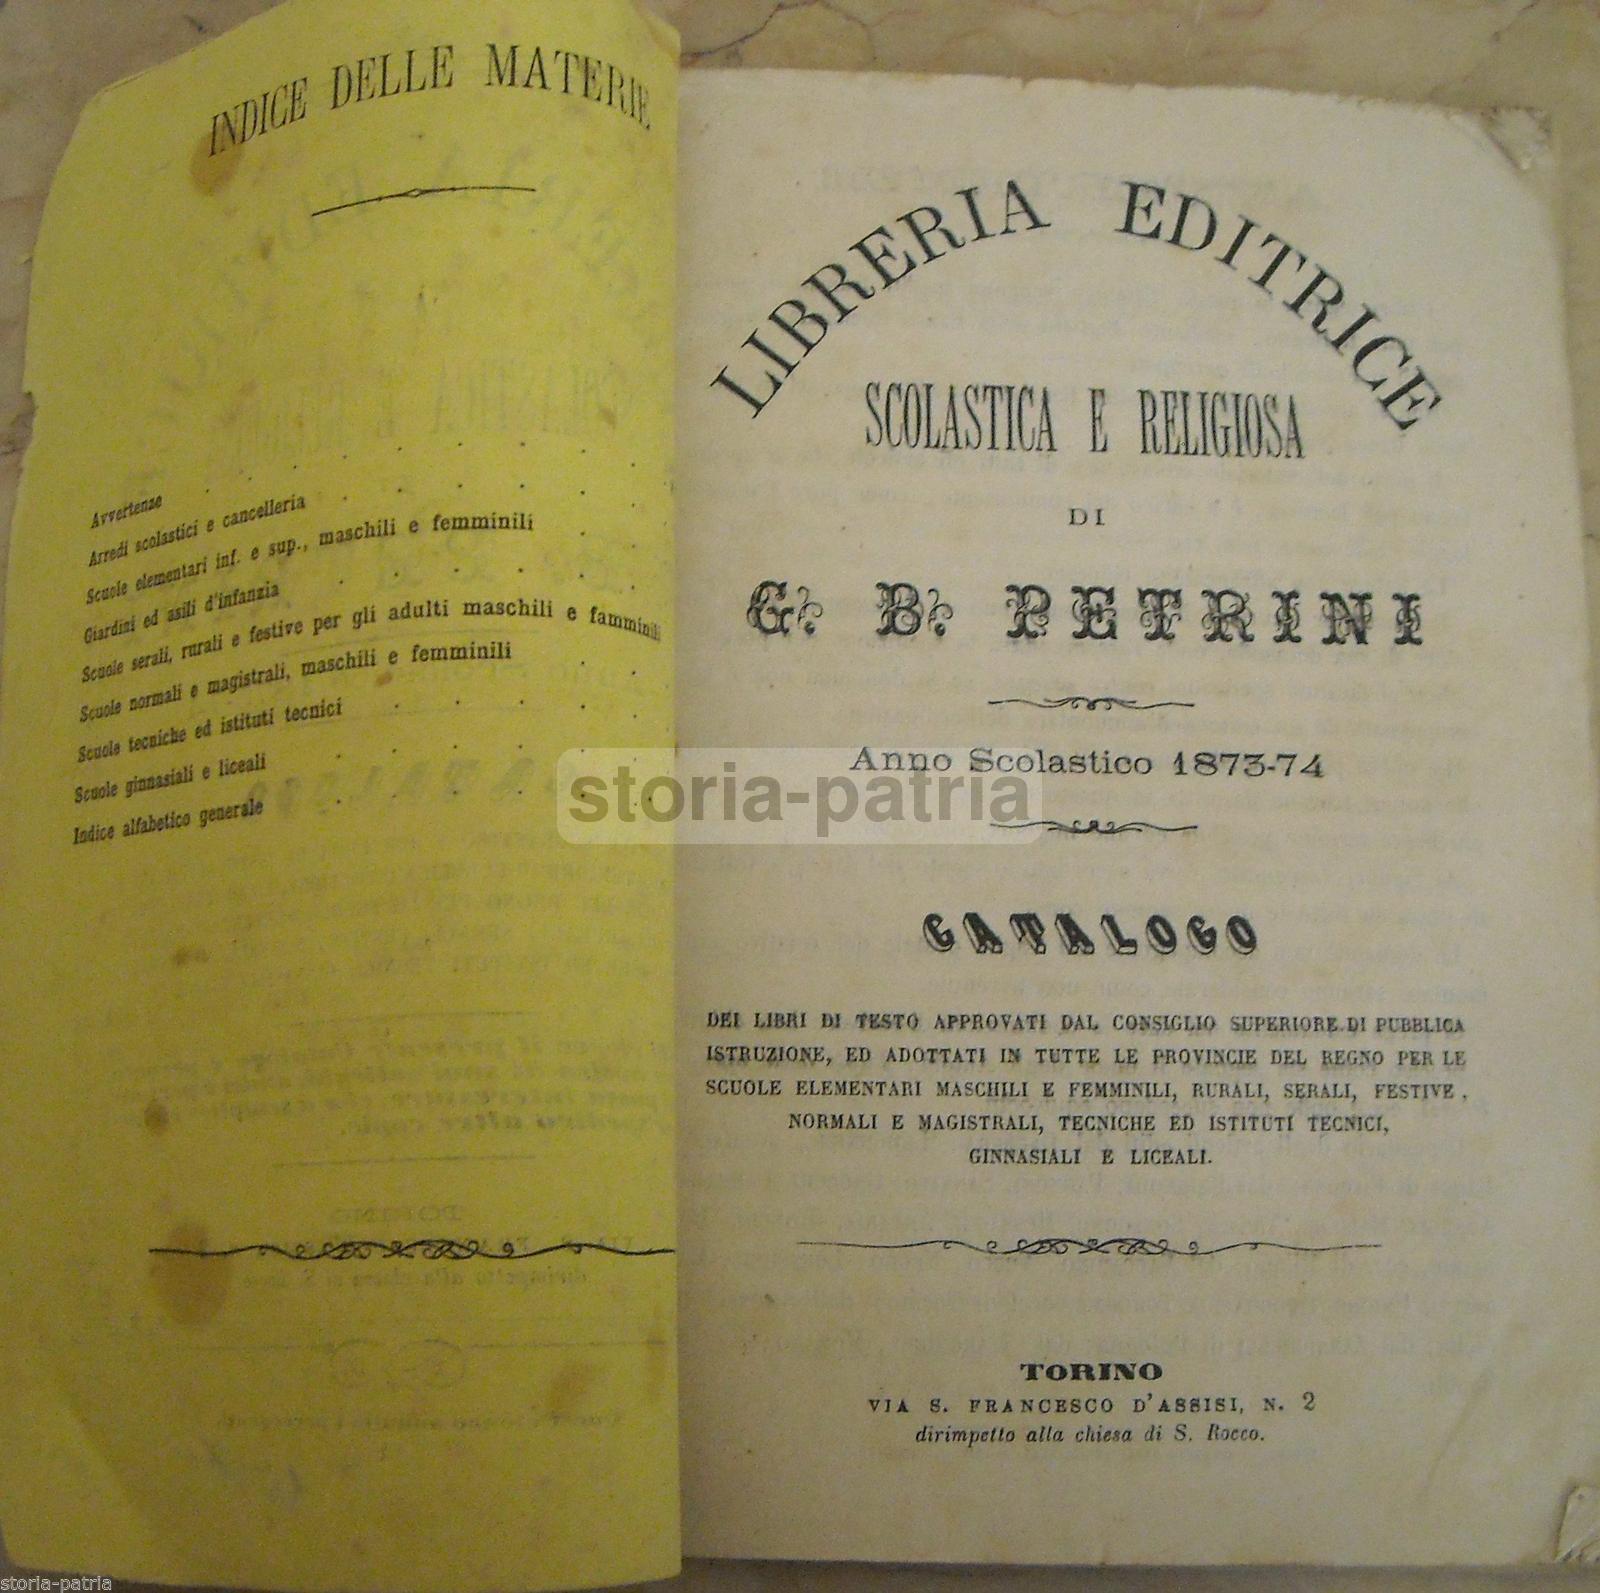 INDICE DELLE MATERIE
Avvertenze
Arredi scolastici e cancelleria
Scuole elementari inf. e sup., maschili e femminili
Giardini ed asili d'infanzia
Scuole serali, rurali e festive per gli adulti maschili e famminili
Scuole normali e magistrali, maschili e femminili
Scuole tecniche ed istituti tecnici
Scuole ginnasiali e liceali
Indice alfabetico generale
LIBRERIA EDITRICE
SCOLASTICA E RELIGIOSA
DI
G. B. PETRINI
Anno Scolastico 1873-74
storia-patria
CATALOGO
DEI LIBRI DI TESTO APPROVATI DAL CONSIGLIO SUPERIORE DI PUBBLICA
ISTRUZIONE, ED ADOTTATI IN TUTTE LE PROVINCIE DEL REGNO PER LE
SCUOLE ELEMENTARI MASCHILI E FEMMINILI, RURALI, SERALI, FESTIVE,
NORMALI E MAGISTRALI, TECNICHE ED ISTITUTI TECNICI,
GINNASIALI E LICEALI.
TORINO
VIA S. FRANCESCO D'ASSISI, N. 2
dirimpetto alla chiesa di S. Rocco.
storia-patria